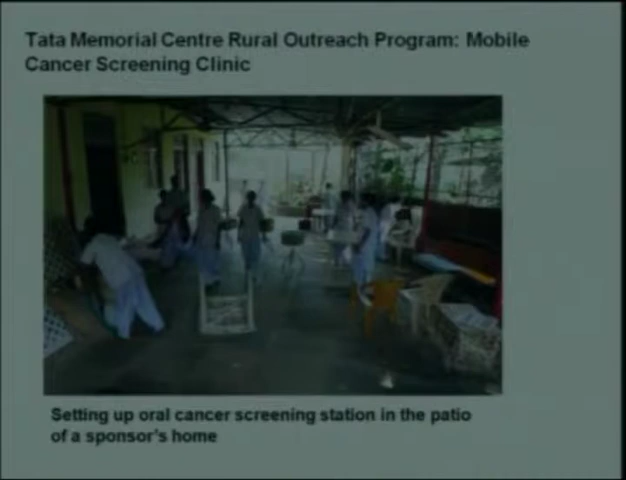 Tata Memorial Centre Rural Outreach Program: Mobile
Cancer Screening Clinic
Setting up oral cancer screening station in the patio
of a sponsor's home